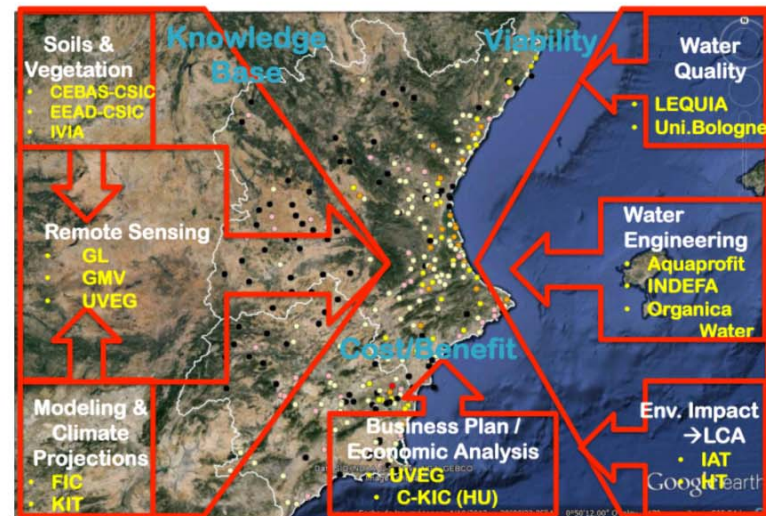 Soils &
Vegetation
• CEBAS-CSIC
• EEAD-CSIC
• IVIA
Knowledge
Base
Viability
Water
Quality
• LEQUIA
• Uni.Bologne
Remote Sensing
• GL
• GMV
• UVEG
Water
Engineering
• Aquaprofit
• INDEFA
• Organica
Water
Cost/Benefit
Modeling &
Climate
Projections
• FIC
• KIT
Business Plan /
Economic Analysis
• UVEG
• C-KIC (HU)
Env. Impact
→LCA
• IAT
• HT
Google earth